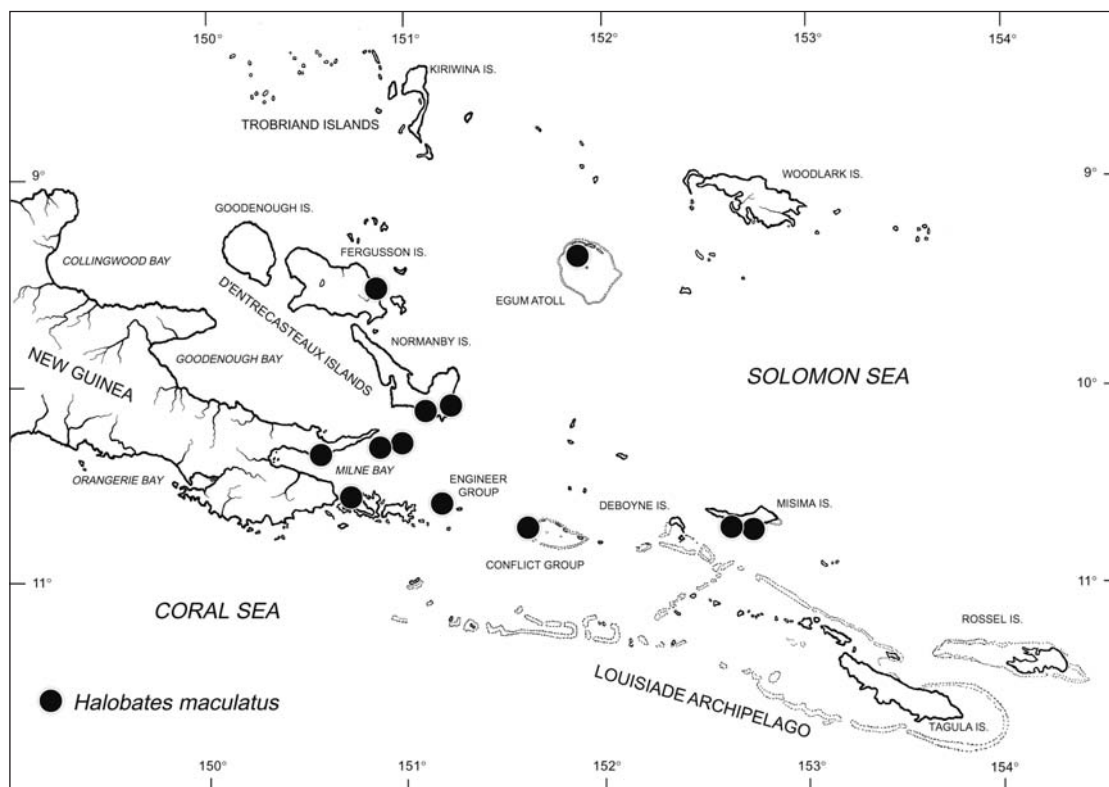 150° 151° 152° 153° 154°
KIRIWINA IS.
TROBRIAND ISLANDS
9° 9°
WOODLARK IS.
GOODENOUGH IS.
FERGUSSON IS.
COLLINGWOOD BAY
EGUM ATOLL
D'ENTRECASTEAUX ISLANDS
NORMANBY IS.
GOODENOUGH BAY
NEW GUINEA
SOLOMON SEA
10° 10°
MILNE BAY
ORANGERIE BAY
ENGINEER
GROUP
DEBOYNE IS.
MISIMA IS.
CONFLICT GROUP
11° 11°
CORAL SEA
ROSSEL IS.
LOUISIADE ARCHIPELAGO
Halobates maculatus
TAGULA IS.
150° 151° 152° 153° 154°